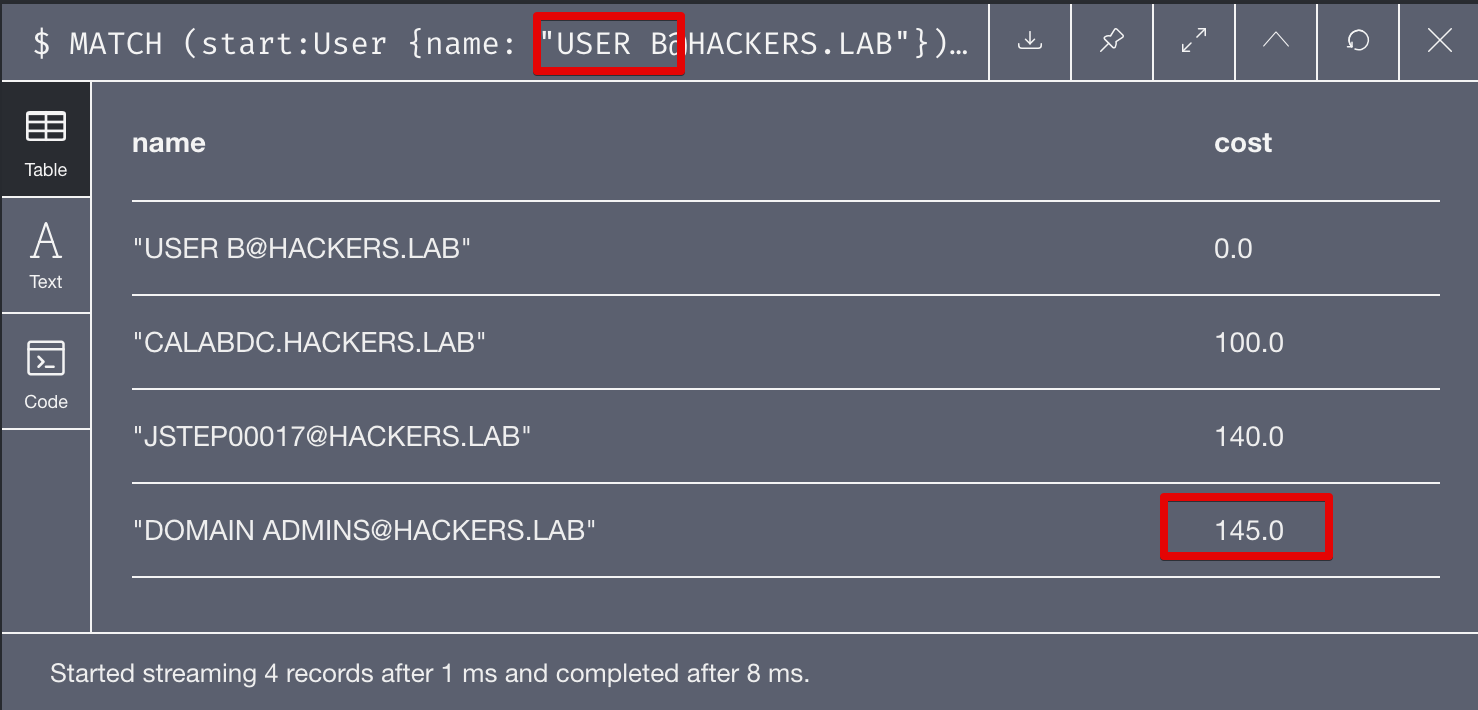 $ MATCH (start:User {name: "USER B@HACKERS.LAB"})…
Table
Text
Code
name cost
"USER B@HACKERS.LAB" 0.0
"CALABDC.HACKERS.LAB" 100.0
"JSTEP00017@HACKERS.LAB" 140.0
"DOMAIN ADMINS@HACKERS.LAB" 145.0
Started streaming 4 records after 1 ms and completed after 8 ms.